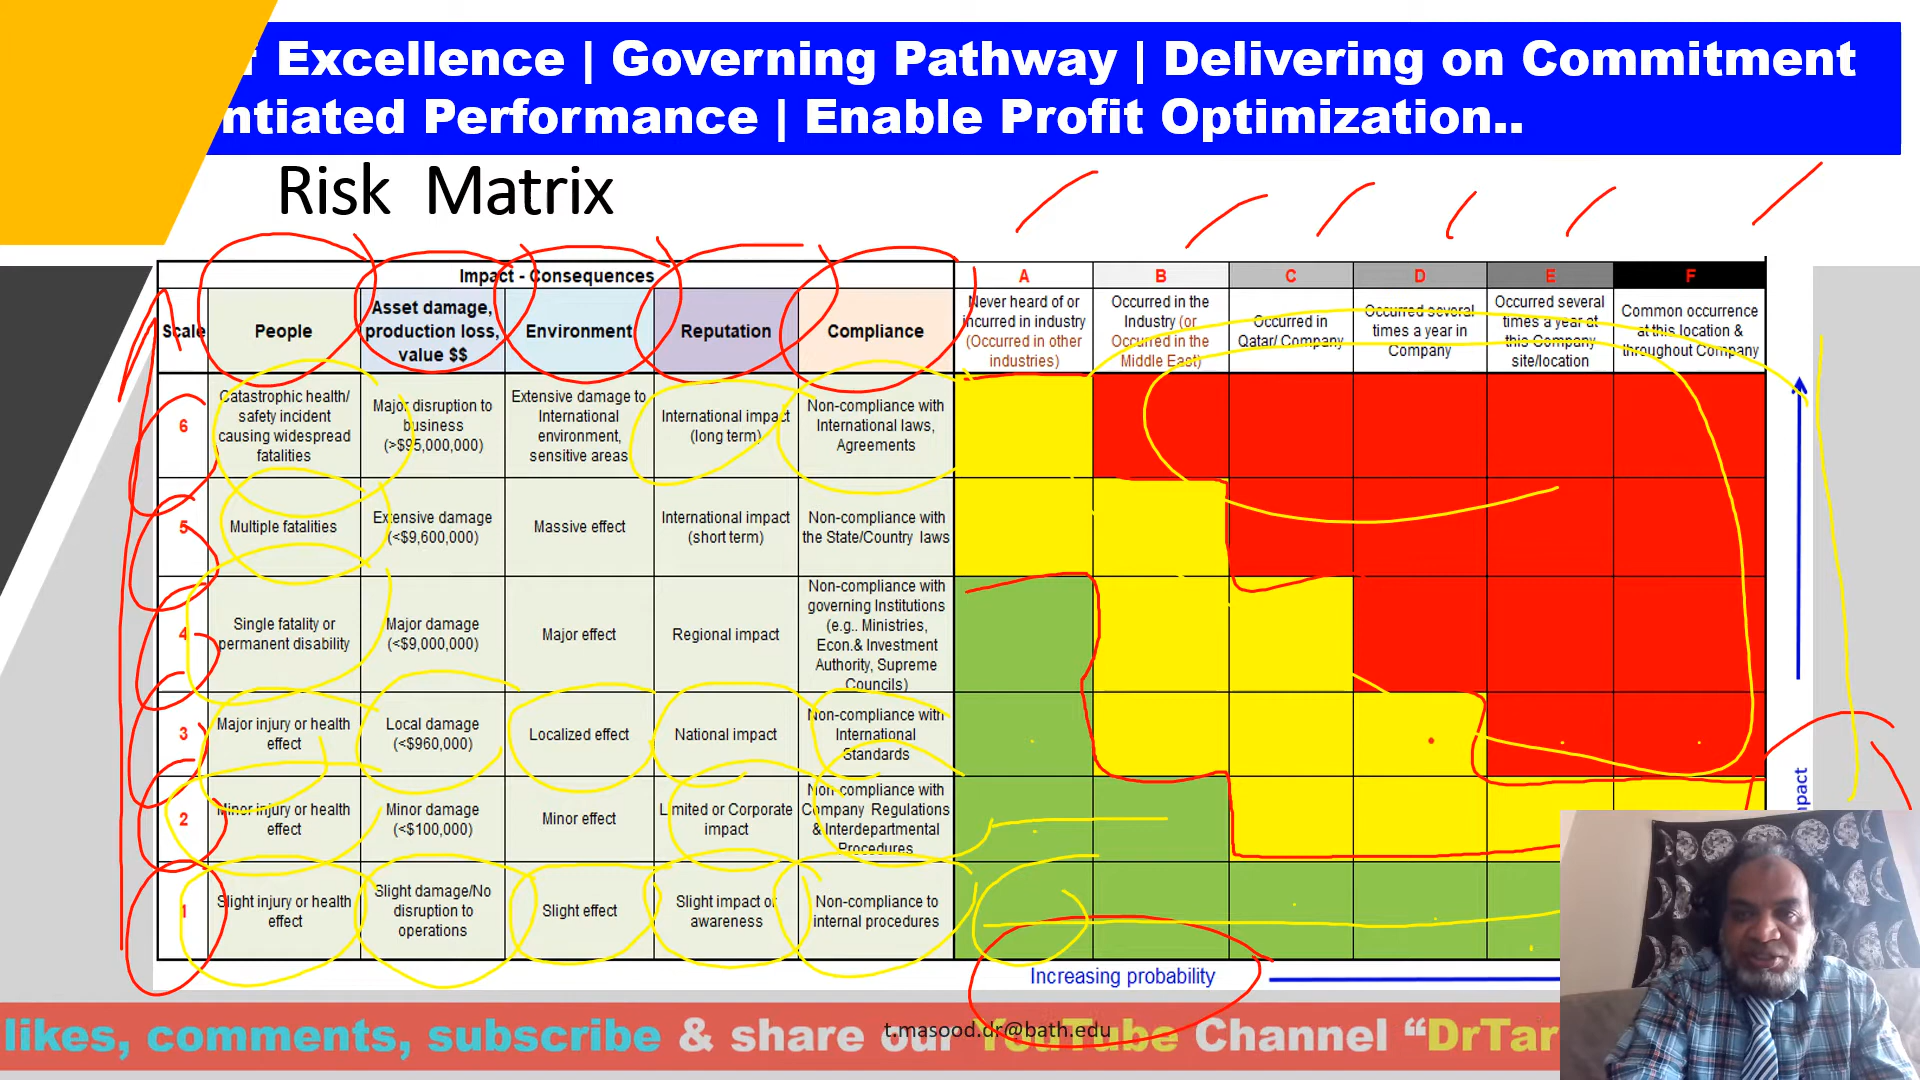 f Excellence | Governing Pathway | Delivering on Commitment
ntiated Performance | Enable Profit Optimization..
Risk Matrix
Impact - Consequences
A
B
C
D
E
F
Scale
People
Asset damage,
production loss,
value $$
Environment
Reputation
Compliance
Never heard of or
incurred in industry
(Occurred in other
industries)
Occurred in the
Industry (or
Occurred in the
Middle East)
Occurred in
Qatar/ Company
Occurred several
times a year in
Company
Occurred several
times a year at
this Company
site/location
Common occurrence
at this location &
throughout Company
6
Catastrophic health/
safety incident
causing widespread
fatalities
Major disruption to
business
(>$95,000,000)
Extensive damage to
International
environment,
sensitive areas
International impact
(long term)
Non-compliance with
International laws,
Agreements
5
Multiple fatalities
Extensive damage
(<$9,600,000)
Massive effect
International impact
(short term)
Non-compliance with
the State/Country laws
4
Single fatality or
permanent disability
Major damage
(<$9,000,000)
Major effect
Regional impact
Non-compliance with
governing Institutions
(e.g.. Ministries,
Econ.& Investment
Authority, Supreme
Councils)
3
Major injury or health
effect
Local damage
(<$960,000)
Localized effect
National impact
Non-compliance with
International
Standards
2
Minor injury or health
effect
Minor damage
(<$100,000)
Minor effect
Limited or Corporate
impact
Non-compliance with
Company Regulations
& Interdepartmental
Procedures
1
Slight injury or health
effect
Slight damage/No
disruption to
operations
Slight effect
Slight impact or
awareness
Non-compliance to
internal procedures
pact
Increasing probability
likes, comments, subscribe & share our YouTube Channel “DrTar
t.masood.dr@bath.edu